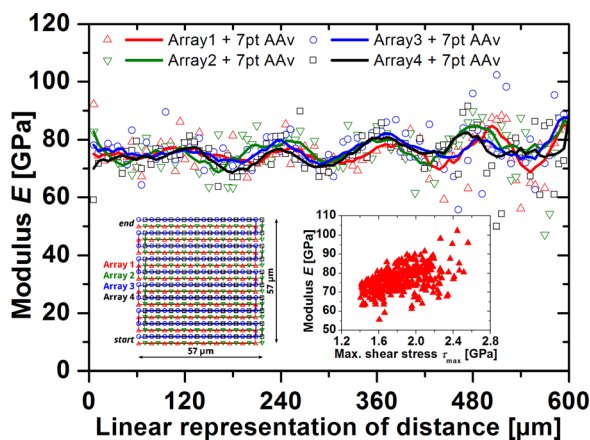 120
100
80
60
40
20
0
Modulus E [GPa]
Array1 + 7pt AAv
Array3 + 7pt AAv
Array2 + 7pt AAv
Array4 + 7pt AAv
end
Array 1
Array 2
Array 3
Array 4
start
57 µm
57 µm
110
100
90
80
70
60
50
Modulus E [GPa]
1.2 1.6 2.0 2.4 2.8
Max. shear stress τmax [GPa]
0 120 240 360 480 600
Linear representation of distance [µm]